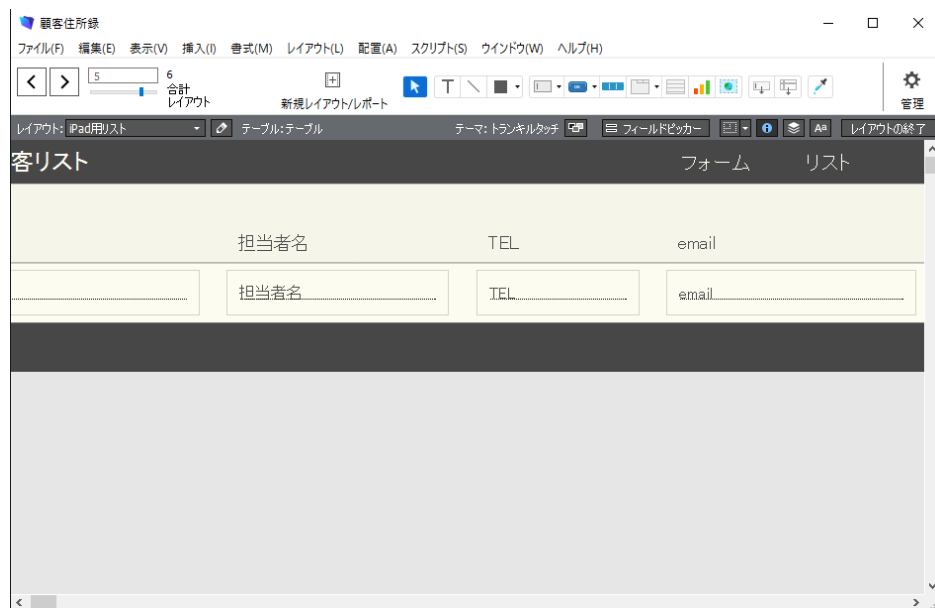 顧客住所録
ファイル(F) 編集(E) 表示(V) 挿入(I) 書式(M) レイアウト(L) 配置(A) スクリプト(S) ウインドウ(W) ヘルプ(H)
5
6
合計
レイアウト
新規レイアウト/レポート
T
管理
レイアウト: iPad用リスト テーブル:テーブル テーマ: トランキルタッチ フィールドピッカー Aa レイアウトの終了
客リスト フォーム リスト
担当者名 TEL email
担当者名 TEL email